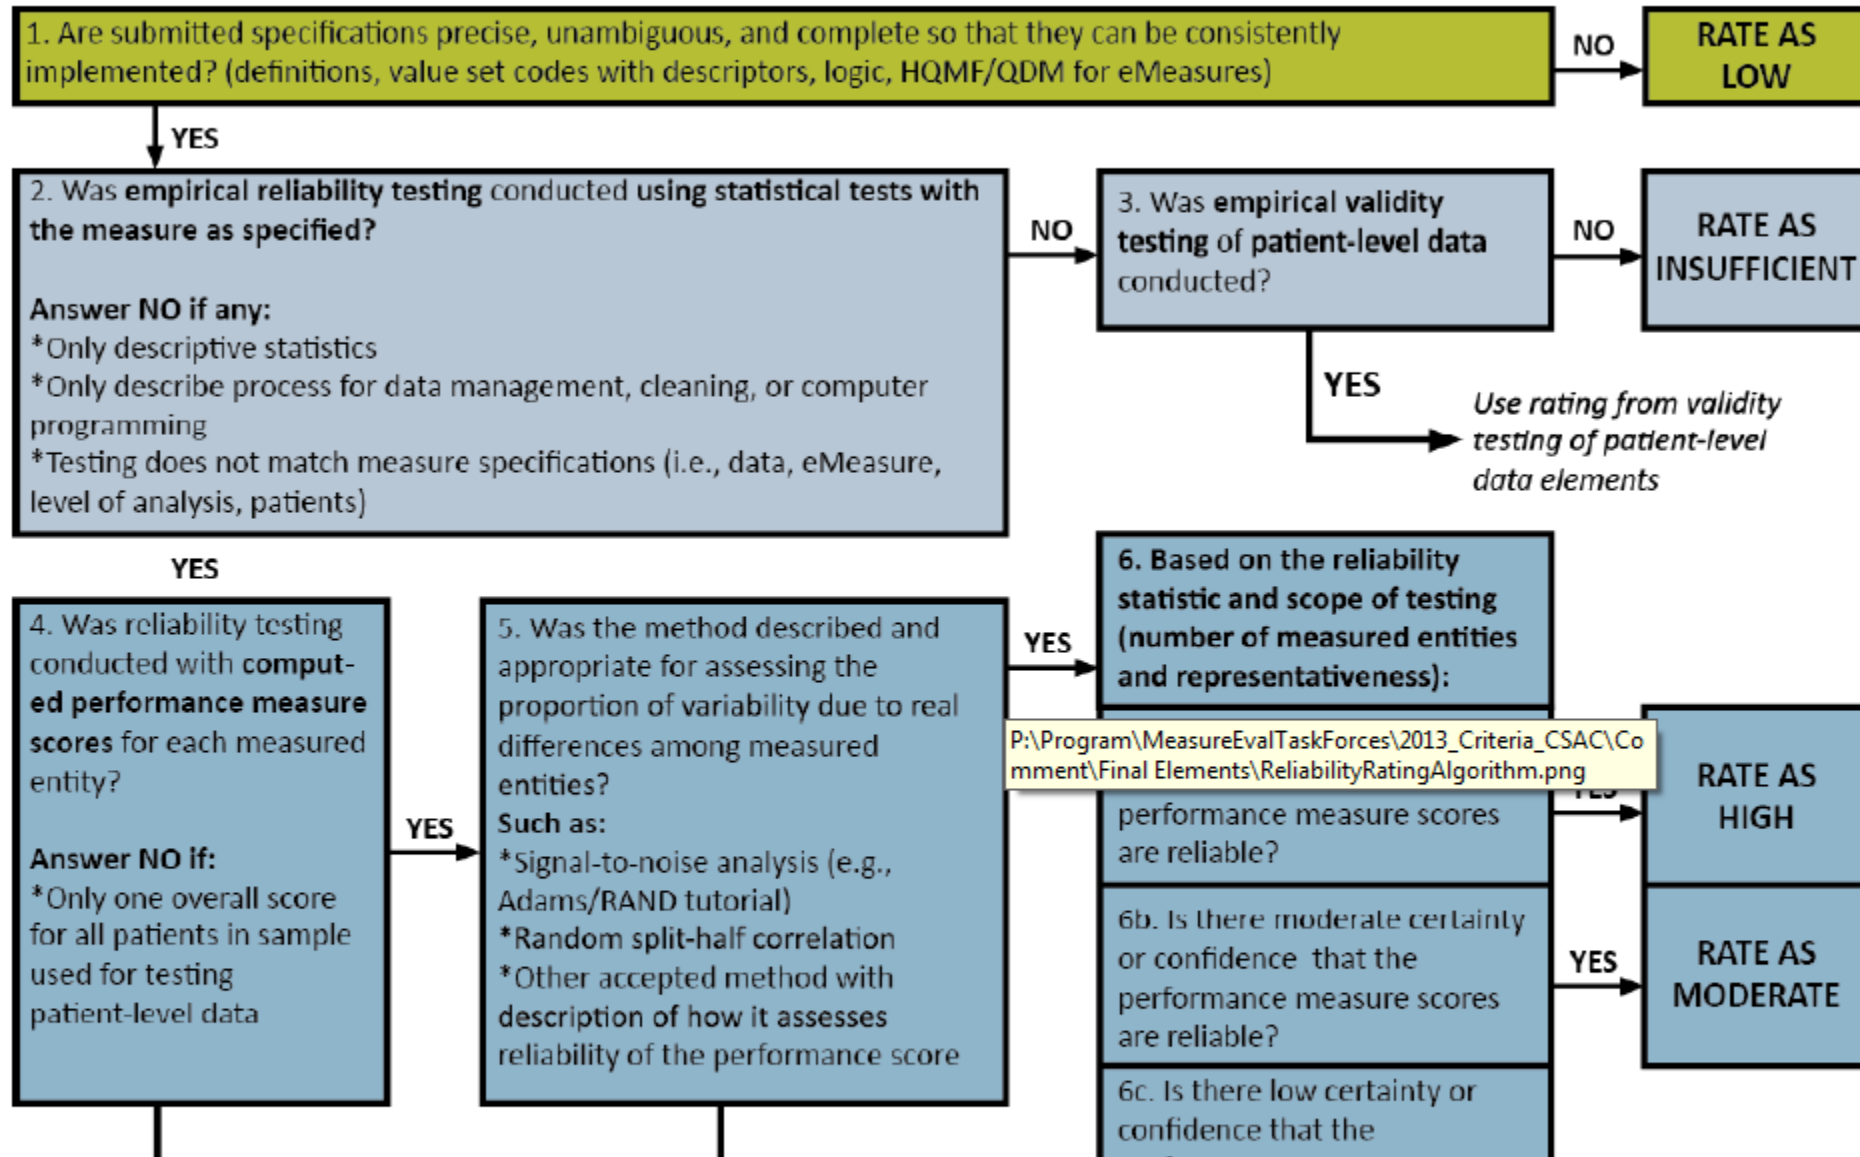 1. Are submitted specifications precise, unambiguous, and complete so that they can be consistently
implemented? (definitions, value set codes with descriptors, logic, HQMF/QDM for eMeasures)
NO
RATE AS
LOW
YES
2. Was empirical reliability testing conducted using statistical tests with
the measure as specified?
Answer NO if any:
*Only descriptive statistics
*Only describe process for data management, cleaning, or computer
programming
*Testing does not match measure specifications (i.e., data, eMeasure,
level of analysis, patients)
NO
3. Was empirical validity
testing of patient-level data
conducted?
NO
RATE AS
INSUFFICIENT
YES
Use rating from validity
testing of patient-level
data elements
YES
4. Was reliability testing
conducted with comput-
ed performance measure
scores for each measured
entity?
Answer NO if:
*Only one overall score
for all patients in sample
used for testing
patient-level data
YES
5. Was the method described and
appropriate for assessing the
proportion of variability due to real
differences among measured
entities?
Such as:
*Signal-to-noise analysis (e.g.,
Adams/RAND tutorial)
*Random split-half correlation
*Other accepted method with
description of how it assesses
reliability of the performance score
YES
6. Based on the reliability
statistic and scope of testing
(number of measured entities
and representativeness):
P:\Program\MeasureEvalTaskForces\2013_Criteria_CSAC\Co
mment\Final Elements\ReliabilityRatingAlgorithm.png
performance measure scores
are reliable?
YES
RATE AS
HIGH
6b. Is there moderate certainty
or confidence that the
performance measure scores
are reliable?
YES
RATE AS
MODERATE
6c. Is there low certainty or
confidence that the